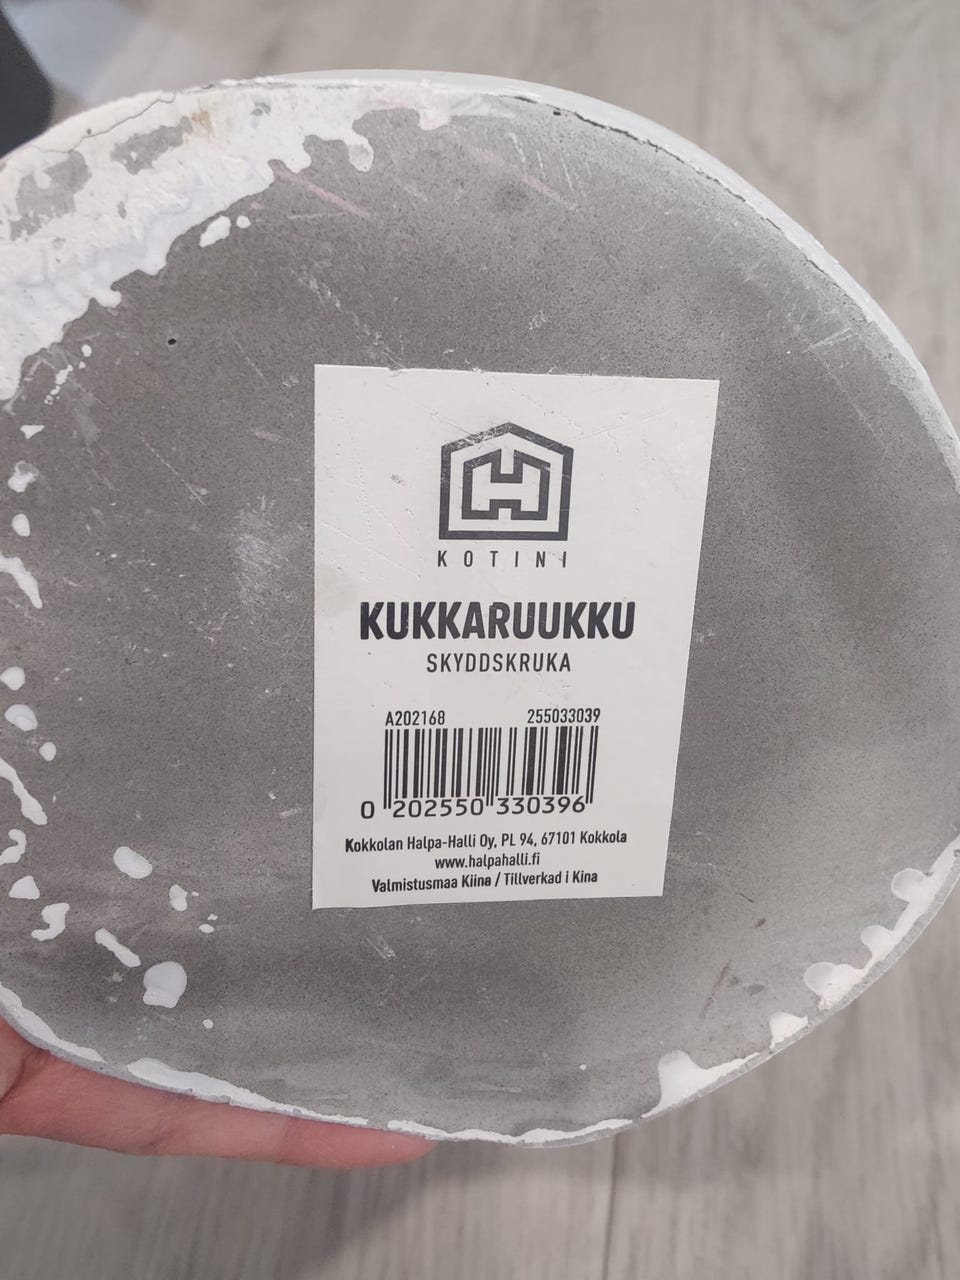 KOTINI
KUKKARUUKKU
SKYDDSKRUKA
A202168 255033039
0 202550 330396
Kokkolan Halpa-Halli Oy, PL 94, 67101 Kokkola
www.halpahalli.fi
Valmistusmaa Kiina / Tillverkad i Kina